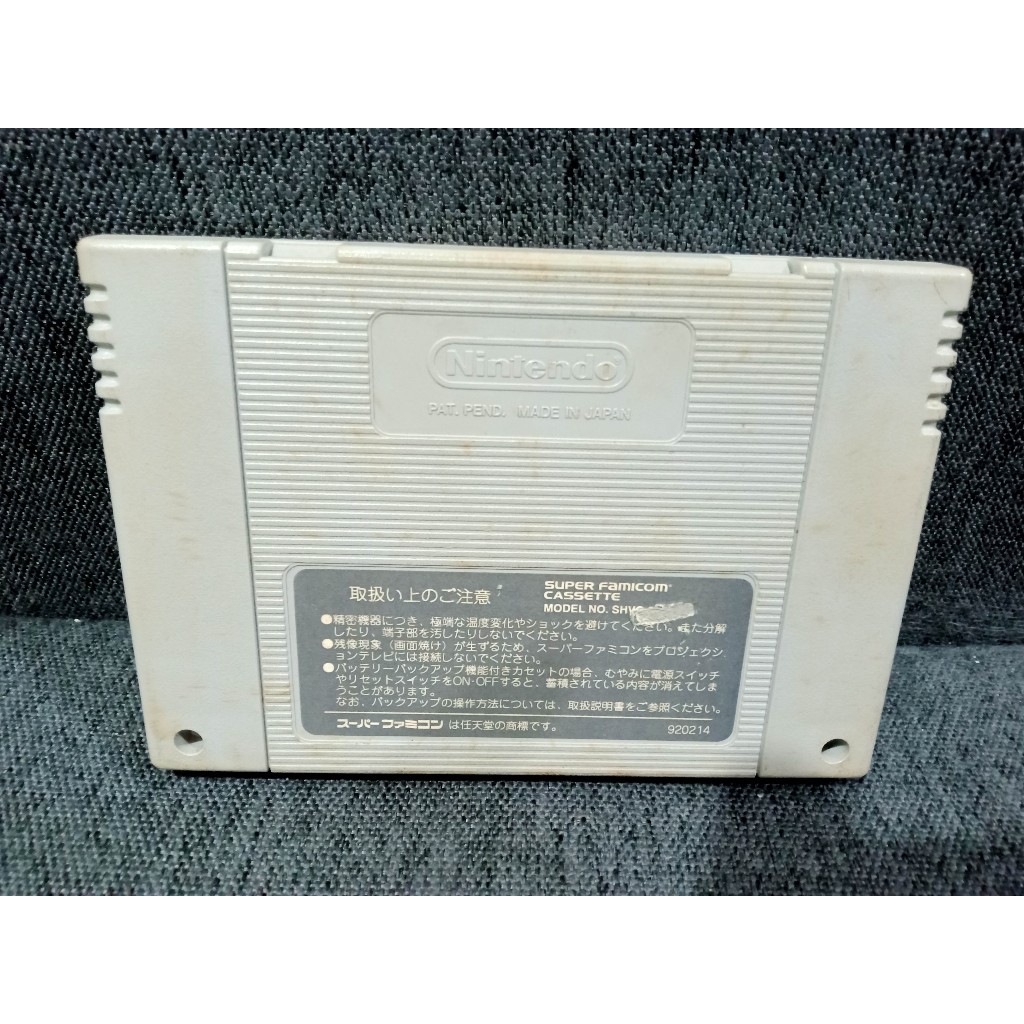 Nintendo
PAT. PEND. MADE IN JAPAN
取扱い上のご注意
SUPER FAMICOM
CASSETTE
MODEL NO. SHVC
●精密機器につき、極端な温度変化やショックを避けてください。また分解
したり、端子部を汚したりしないでください。
●残像現象（画面焼け）が生ずるため、スーパーファミコンをプロジェクシ
ョンテレビには接続しないでください。
●バッテリーバックアップ機能付きカセットの場合、むやみに電源スイッチ
やリセットスイッチをON-OFFすると、蓄積されている内容が消えてしま
うことがあります。
なお、バックアップの操作方法については、取扱説明書をご参照ください。
スーパーファミコン は任天堂の商標です。
920214